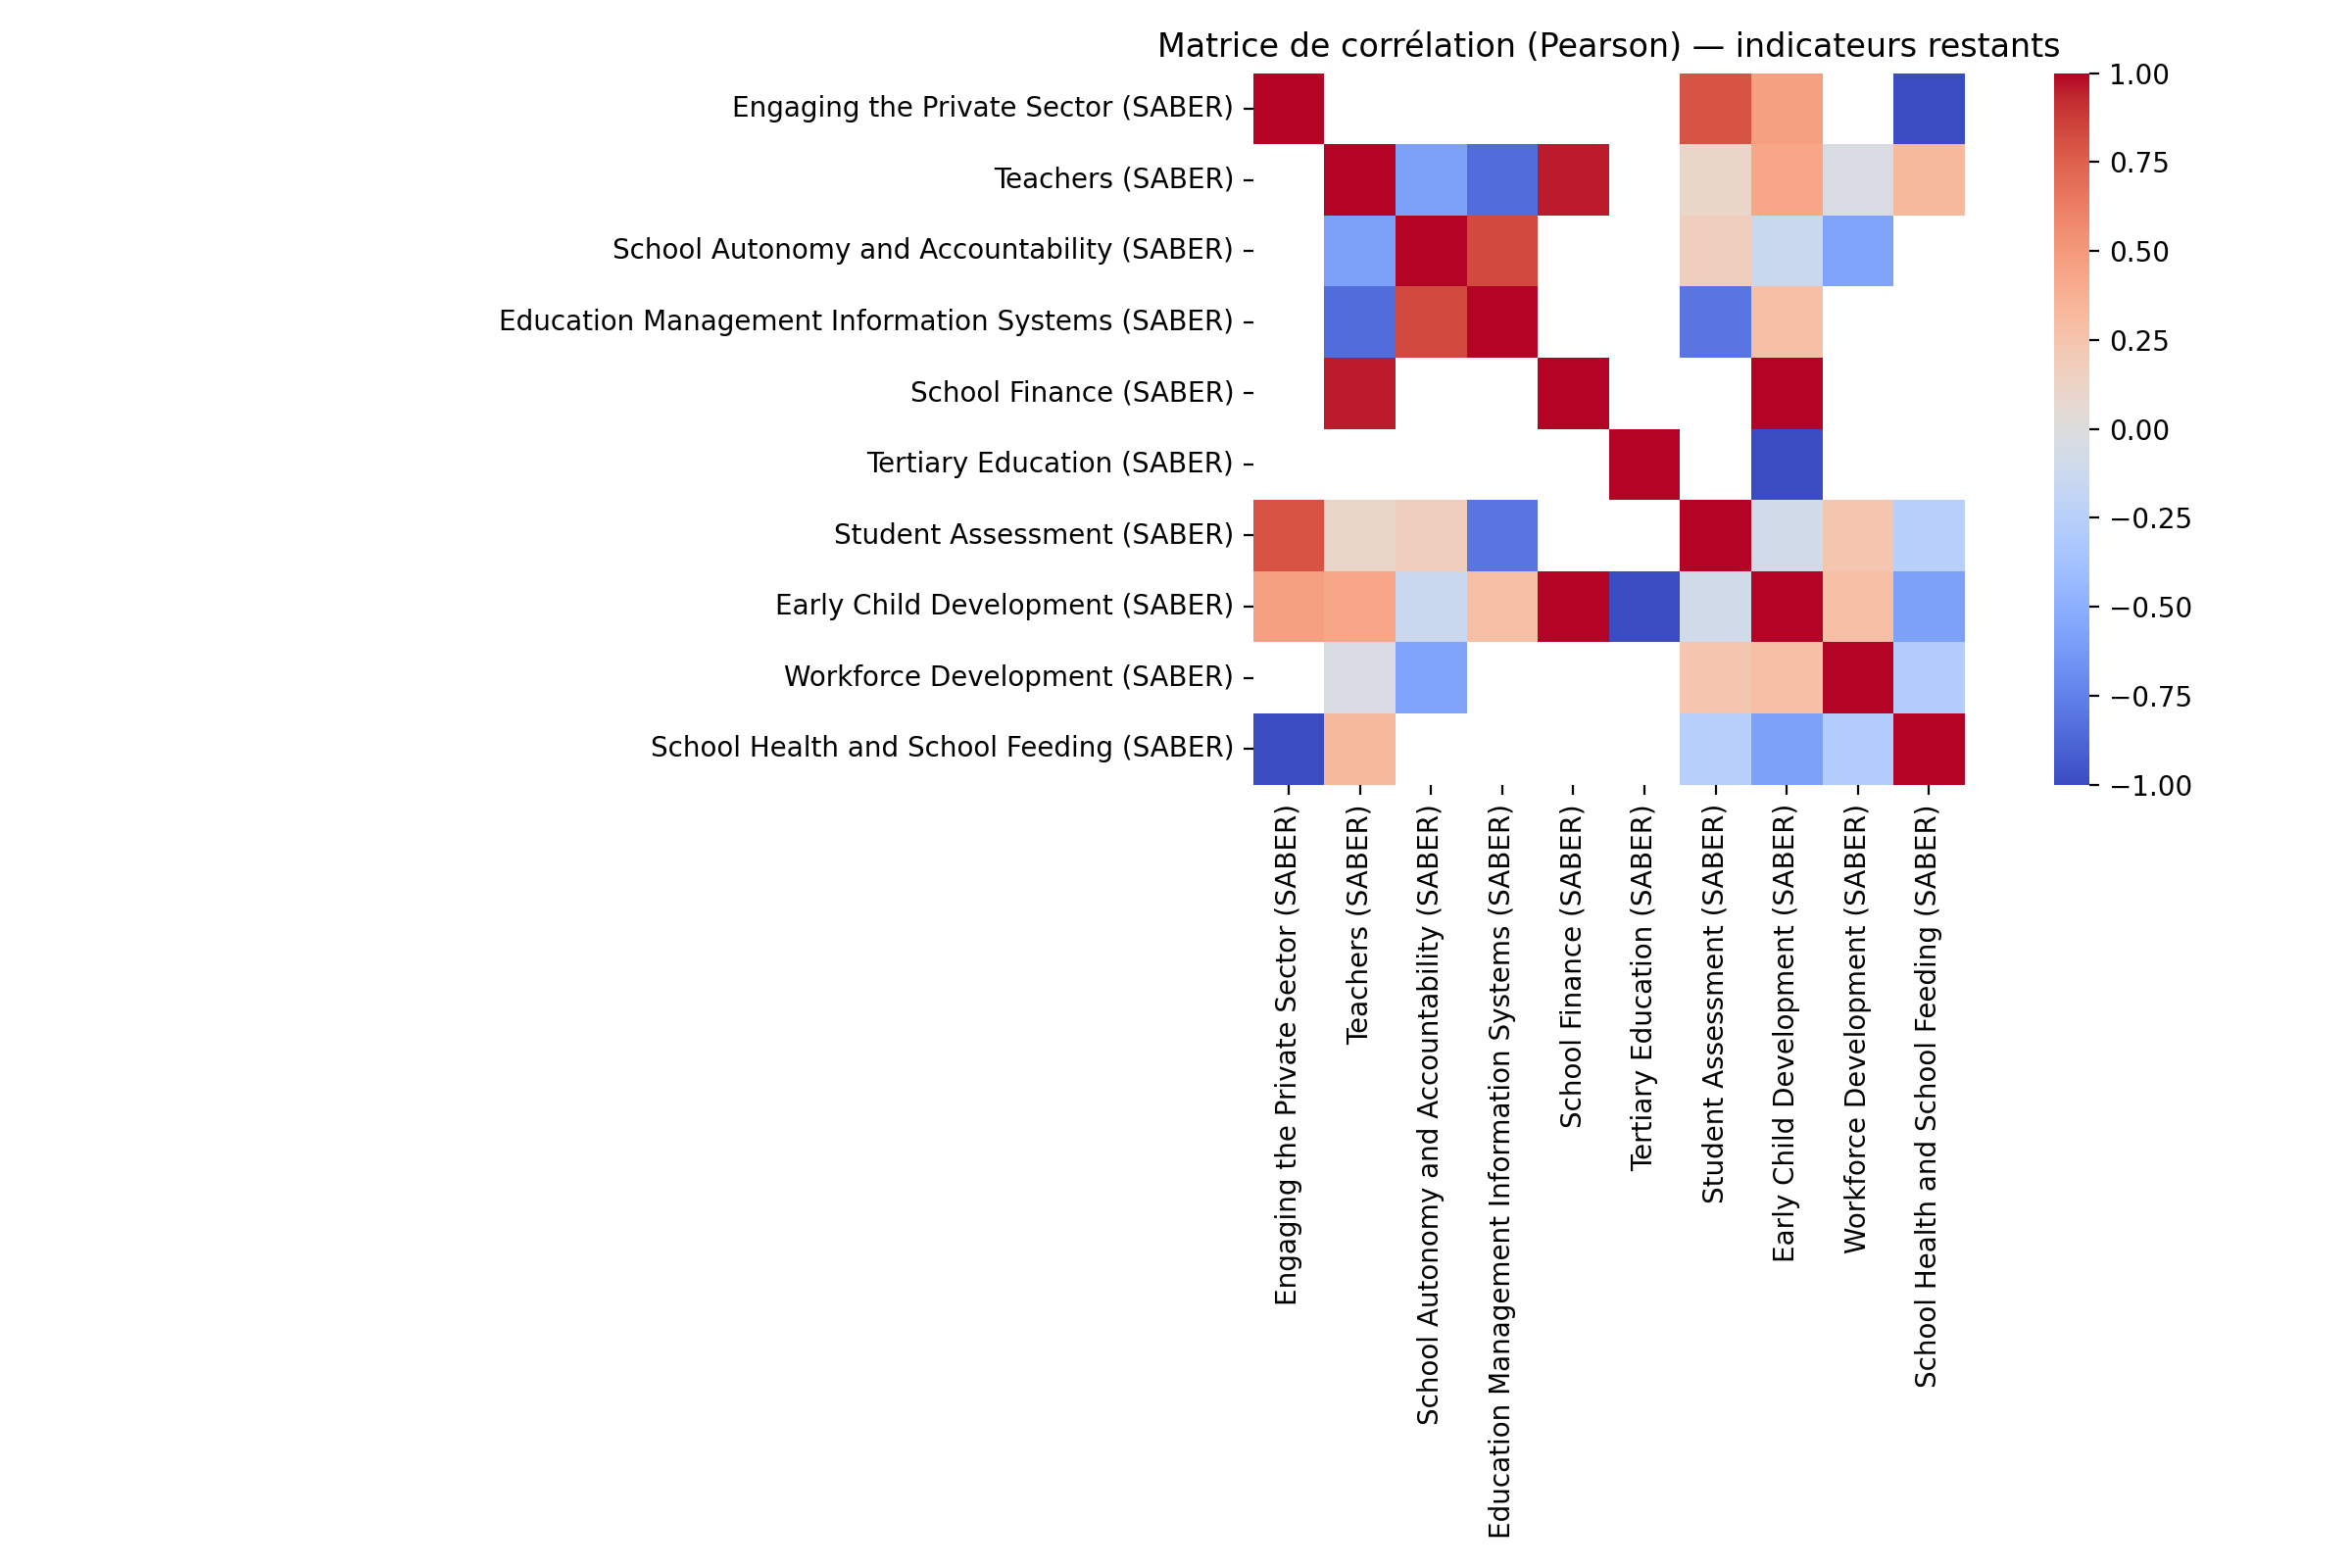 Matrice de corrélation (Pearson) — indicateurs restants
Engaging the Private Sector (SABER)
Teachers (SABER)
School Autonomy and Accountability (SABER)
Education Management Information Systems (SABER)
School Finance (SABER)
Tertiary Education (SABER)
Student Assessment (SABER)
Early Child Development (SABER)
Workforce Development (SABER)
School Health and School Feeding (SABER)
1.00
0.75
0.50
0.25
0.00
−0.25
−0.50
−0.75
−1.00
Engaging the Private Sector (SABER)
Teachers (SABER)
School Autonomy and Accountability (SABER)
Education Management Information Systems (SABER)
School Finance (SABER)
Tertiary Education (SABER)
Student Assessment (SABER)
Early Child Development (SABER)
Workforce Development (SABER)
School Health and School Feeding (SABER)